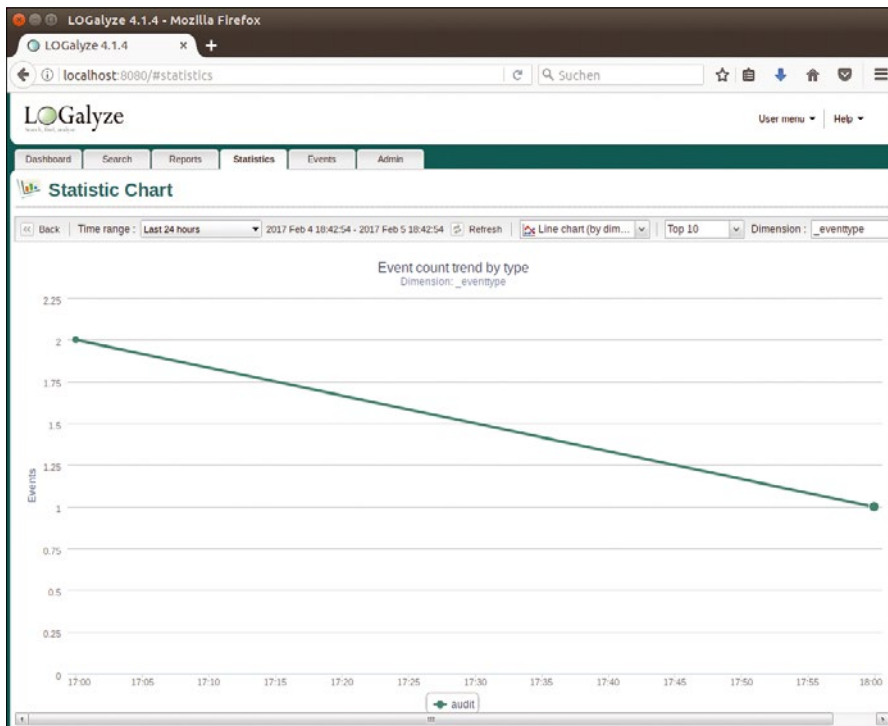 LOGalyze 4.1.4 - Mozilla Firefox
LOGalyze 4.1.4 × +
localhost:8080/#statistics
Suchen
LOGalyze
Search, find, analyze
User menu
Help
Dashboard Search Reports Statistics Events Admin
Statistic Chart
Back Time range : Last 24 hours 2017 Feb 4 18:42:54 - 2017 Feb 5 18:42:54 Refresh Line chart (by dim... Top 10 Dimension : _eventtype
Event count trend by type
Dimension: _eventtype
2.25
2
1.75
1.5
1.25
1
0.75
0.5
0.25
0
Events
17:00 17:05 17:10 17:15 17:20 17:25 17:30 17:35 17:40 17:45 17:50 17:55 18:00
audit